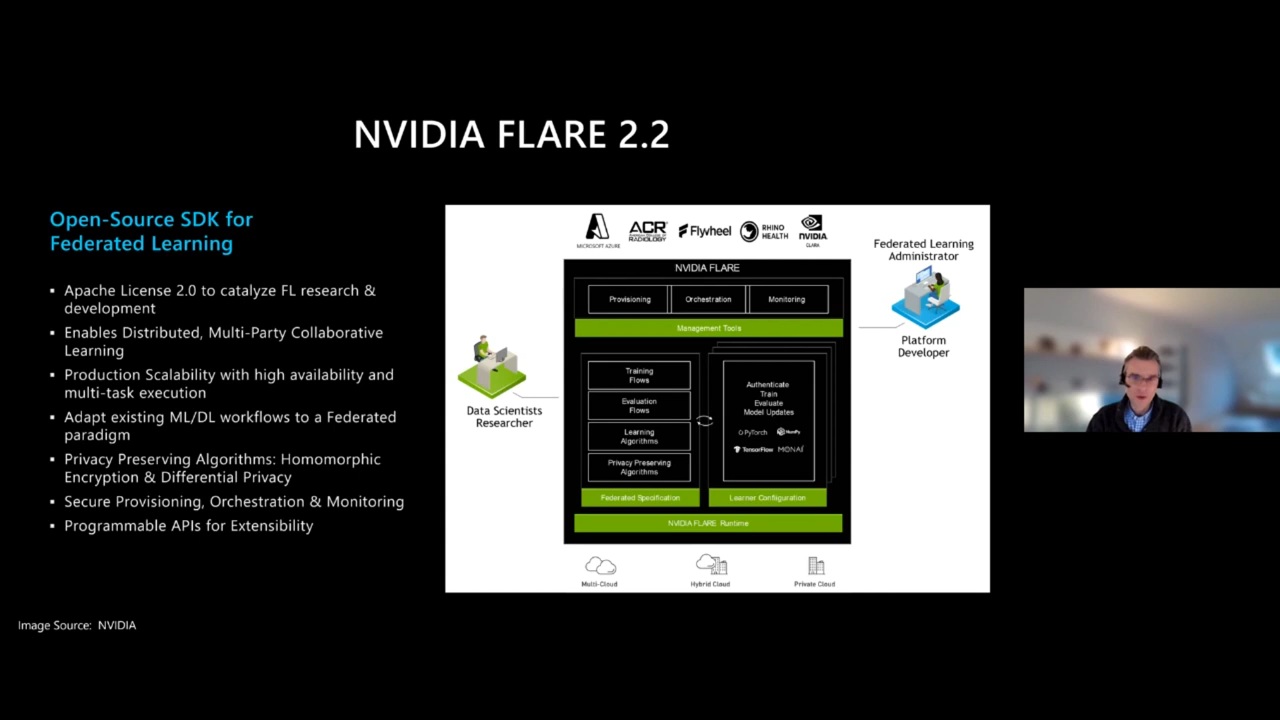 NVIDIA FLARE 2.2
Open-Source SDK for
Federated Learning
▪ Apache License 2.0 to catalyze FL research &
development
▪ Enables Distributed, Multi-Party Collaborative
Learning
▪ Production Scalability with high availability and
multi-task execution
▪ Adapt existing ML/DL workflows to a Federated
paradigm
▪ Privacy Preserving Algorithms: Homomorphic
Encryption & Differential Privacy
▪ Secure Provisioning, Orchestration & Monitoring
▪ Programmable APIs for Extensibility
Image Source: NVIDIA
MICROSOFT AZURE
ACR
AMERICAN COLLEGE OF
RADIOLOGY
Flywheel
RHINO
HEALTH
NVIDIA
CLARA
NVIDIA FLARE
Provisioning
Orchestration
Monitoring
Management Tools
Federated Learning
Administrator
Platform
Developer
Data Scientists
Researcher
Training
Flows
Evaluation
Flows
Learning
Algorithms
Privacy Preserving
Algorithms
Federated Specification
Authenticate
Train
Evaluate
Model Updates
PyTorch
NumPy
TensorFlow
MONAI
Learner Configuration
NVIDIA FLARE Runtime
Multi-Cloud
Hybrid Cloud
Private Cloud